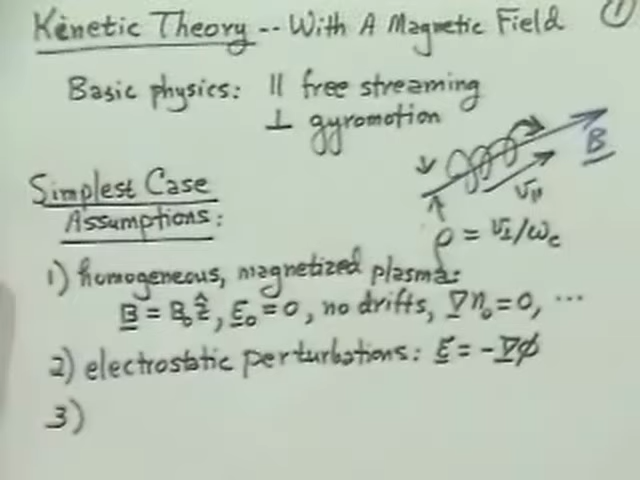 Kinetic Theory -- With A Magnetic Field ①
Basic physics: || free streaming
⊥ gyromotion
B
v||
ρ = v⊥/ωc
Simplest Case
Assumptions:
1) homogeneous, magnetized plasma:
B = B₀ẑ, E₀ = 0, no drifts, ∇n₀ = 0, ...
2) electrostatic perturbations: E = -∇φ
3)